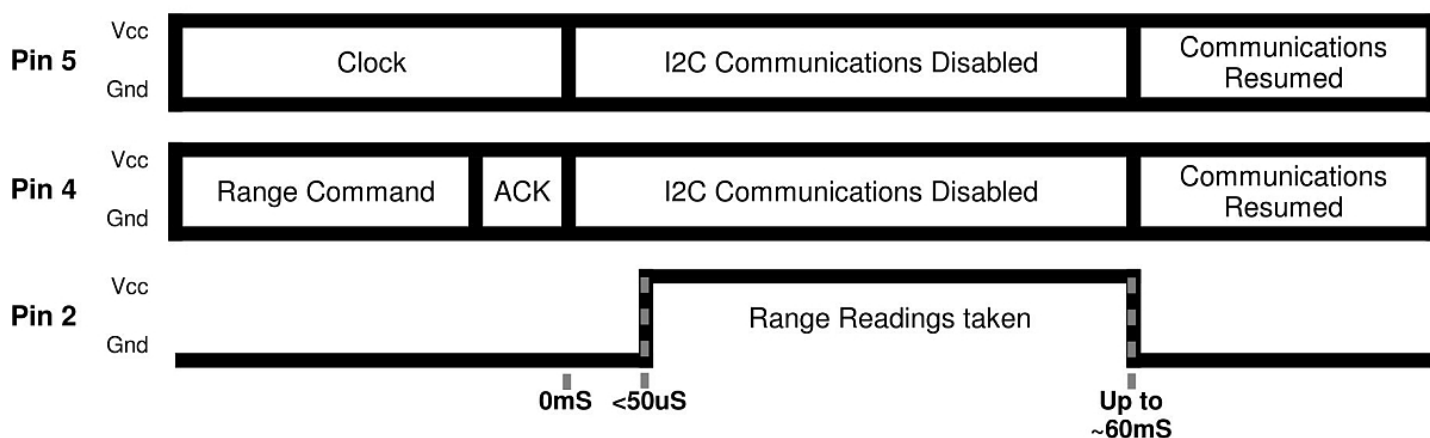 Vcc
Pin 5
Gnd
Clock
I2C Communications Disabled
Communications
Resumed
Vcc
Pin 4
Gnd
Range Command
ACK
I2C Communications Disabled
Communications
Resumed
Vcc
Pin 2
Gnd
Range Readings taken
0mS
<50uS
Up to
~60mS